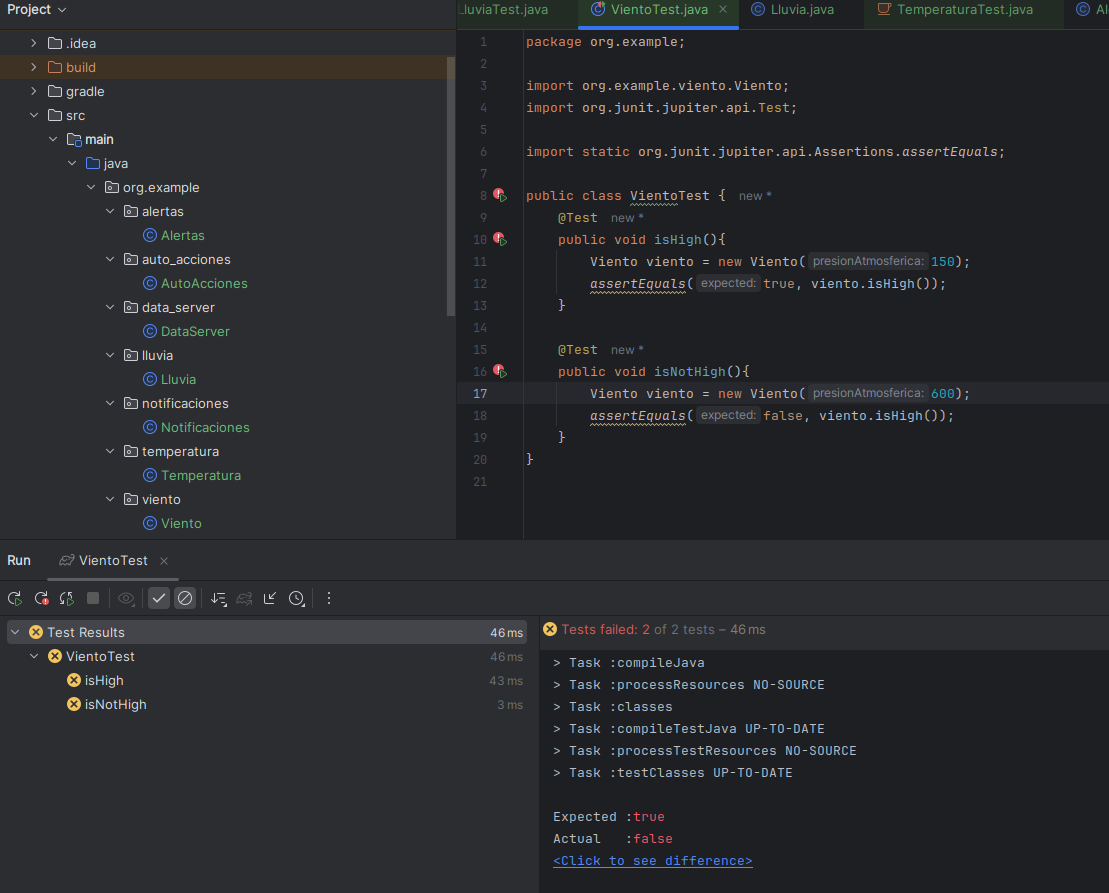 Project
LluviaTest.java
VientoTest.java
Lluvia.java
TemperaturaTest.java
Al
.idea
build
gradle
src
main
java
org.example
alertas
Alertas
auto_acciones
AutoAcciones
data_server
DataServer
lluvia
Lluvia
notificaciones
Notificaciones
temperatura
Temperatura
viento
Viento
1 package org.example;
2
3 import org.example.viento.Viento;
4 import org.junit.jupiter.api.Test;
5
6 import static org.junit.jupiter.api.Assertions.assertEquals;
7
8 public class VientoTest { new *
9 @Test new *
10 public void isHigh(){
11 Viento viento = new Viento( presionAtmosferica: 150);
12 assertEquals( expected: true, viento.isHigh());
13 }
14
15 @Test new *
16 public void isNotHigh(){
17 Viento viento = new Viento( presionAtmosferica: 600);
18 assertEquals( expected: false, viento.isHigh());
19 }
20 }
21
Run VientoTest
Test Results 46 ms
VientoTest 46 ms
isHigh 43 ms
isNotHigh 3 ms
Tests failed: 2 of 2 tests – 46 ms
> Task :compileJava
> Task :processResources NO-SOURCE
> Task :classes
> Task :compileTestJava UP-TO-DATE
> Task :processTestResources NO-SOURCE
> Task :testClasses UP-TO-DATE
Expected :true
Actual :false
<Click to see difference>